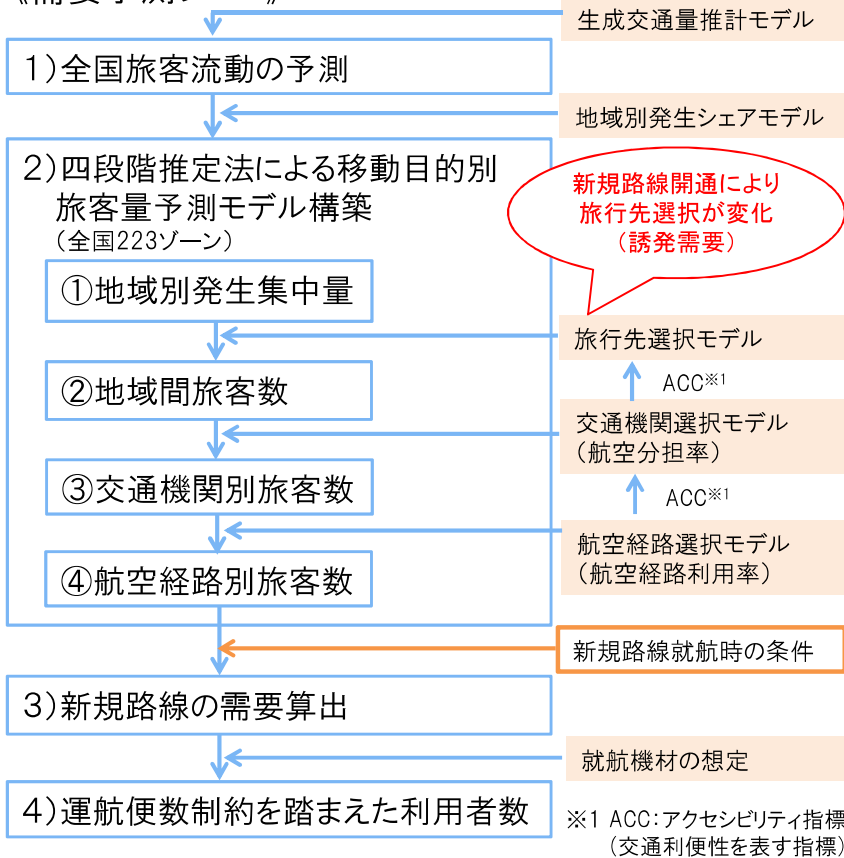 生成交通量推計モデル
1)全国旅客流動の予測
地域別発生シェアモデル
2)四段階推定法による移動目的別
旅客量予測モデル構築
(全国223ゾーン)
新規路線開通により
旅行先選択が変化
(誘発需要)
①地域別発生集中量
旅行先選択モデル
ACC※1
②地域間旅客数
交通機関選択モデル
(航空分担率)
③交通機関別旅客数
ACC※1
航空経路選択モデル
(航空経路利用率)
④航空経路別旅客数
新規路線就航時の条件
3)新規路線の需要算出
就航機材の想定
4)運航便数制約を踏まえた利用者数
※1 ACC:アクセシビリティ指標
(交通利便性を表す指標)